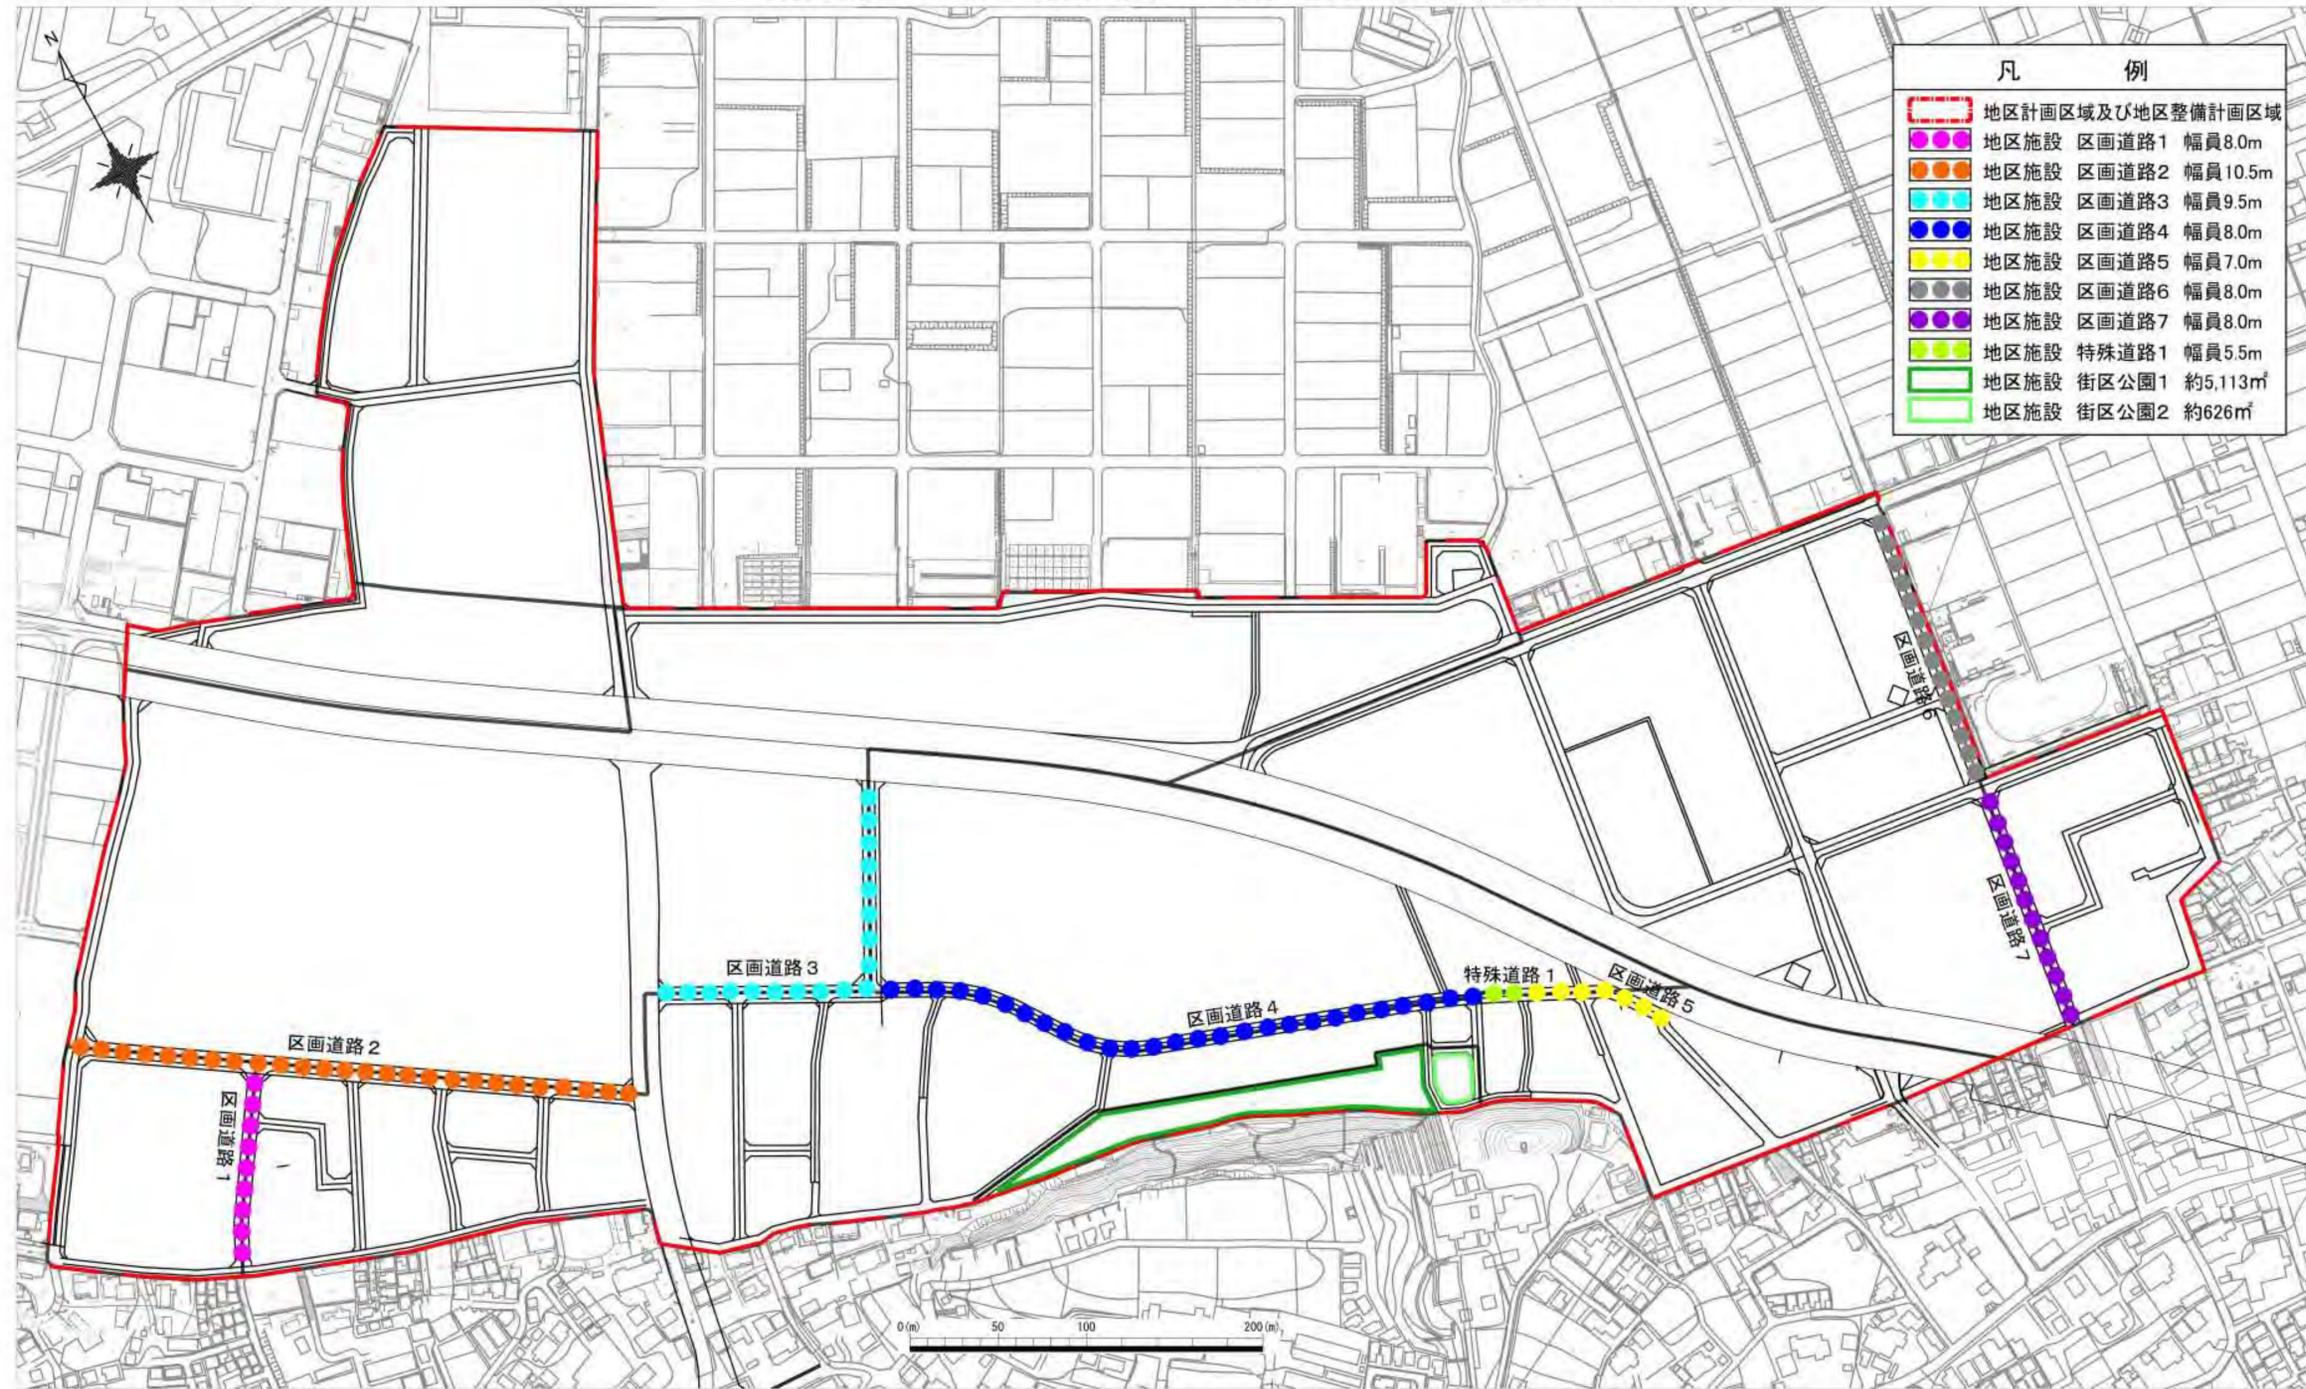 N
凡 例
地区計画区域及び地区整備計画区域
地区施設 区画道路1 幅員8.0m
地区施設 区画道路2 幅員10.5m
地区施設 区画道路3 幅員9.5m
地区施設 区画道路4 幅員8.0m
地区施設 区画道路5 幅員7.0m
地区施設 区画道路6 幅員8.0m
地区施設 区画道路7 幅員8.0m
地区施設 特殊道路1 幅員5.5m
地区施設 街区公園1 約5,113㎡
地区施設 街区公園2 約626㎡
区画道路6
区画道路7
区画道路3
特殊道路1
区画道路5
区画道路4
区画道路2
区画道路1
0(m) 50 100 200(m)